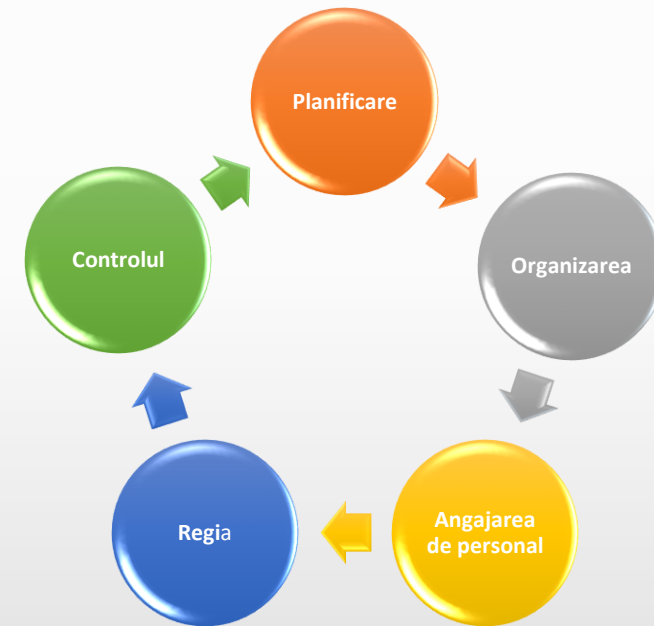 Planificare
Organizarea
Angajarea
de personal
Regia
Controlul